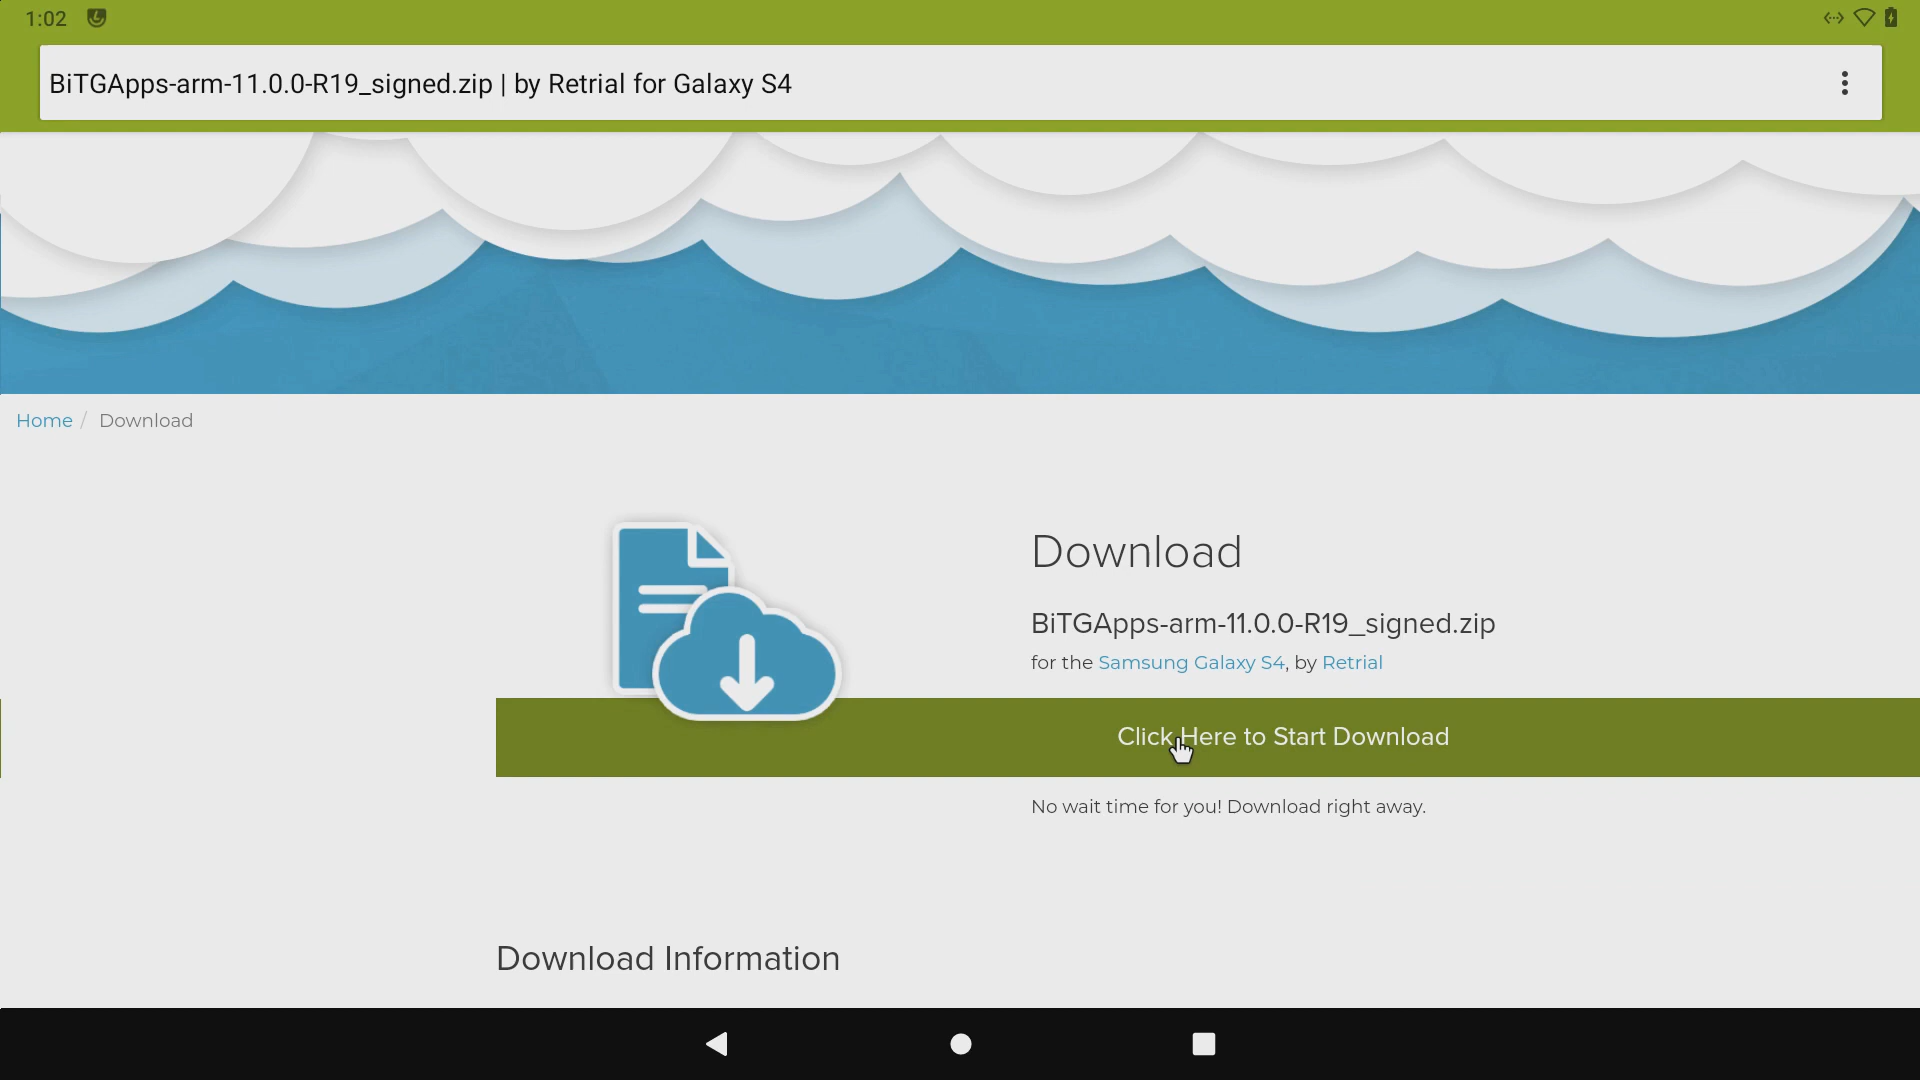 1:02
BiTGApps-arm-11.0.0-R19_signed.zip | by Retrial for Galaxy S4
Home / Download
Download
BiTGApps-arm-11.0.0-R19_signed.zip
for the Samsung Galaxy S4, by Retrial
Click Here to Start Download
No wait time for you! Download right away.
Download Information